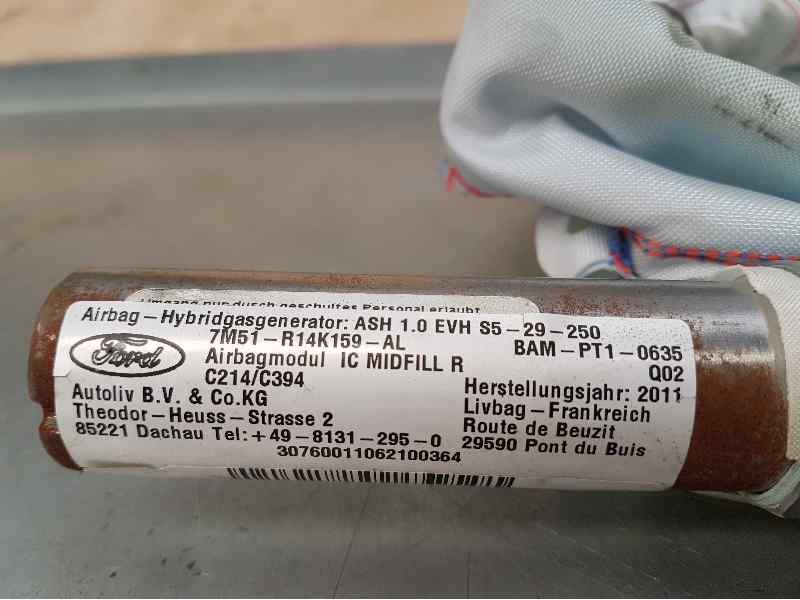 Umgang nur durch geschultes Personal erlaubt
Airbag-Hybridgasgenerator: ASH 1.0 EVH S5-29-250
7M51-R14K159-AL
BAM-PT1-0635
Ford
Airbagmodul IC MIDFILL R
Q02
C214/C394
Herstellungsjahr: 2011
Autoliv B.V. & Co.KG
Livbag-Frankreich
Theodor-Heuss-Strasse 2
Route de Beuzit
85221 Dachau Tel:+49-8131-295-0
29590 Pont du Buis
30760011062100364